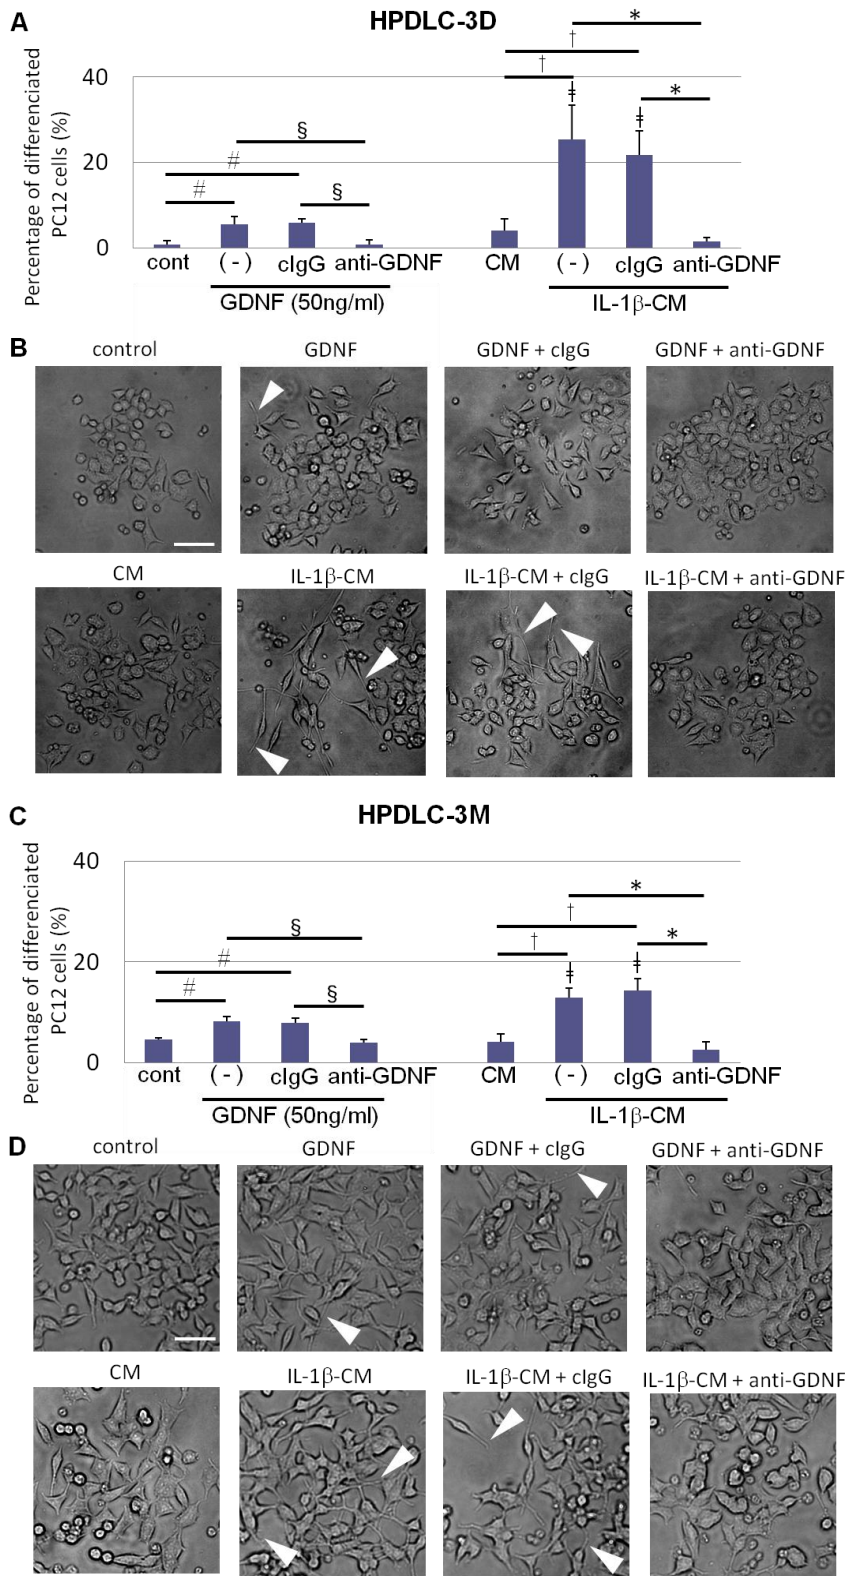 A
HPDLC-3D
Percentage of differenciated
PC12 cells (%)
*
†
†
*
ǂ
ǂ
40
§
#
#
§
20
0
cont
(-)
cIgG
anti-GDNF
CM
(-)
cIgG
anti-GDNF
GDNF (50ng/ml)
IL-1β-CM
B
control
GDNF
GDNF + cIgG
GDNF + anti-GDNF
CM
IL-1β-CM
IL-1β-CM + cIgG
IL-1β-CM + anti-GDNF
C
HPDLC-3M
Percentage of differenciated
PC12 cells (%)
40
*
†
†
*
§
#
#
§
ǂ
ǂ
20
0
cont
(-)
cIgG
anti-GDNF
CM
(-)
cIgG
anti-GDNF
GDNF (50ng/ml)
IL-1β-CM
D
control
GDNF
GDNF + cIgG
GDNF + anti-GDNF
CM
IL-1β-CM
IL-1β-CM + cIgG
IL-1β-CM + anti-GDNF